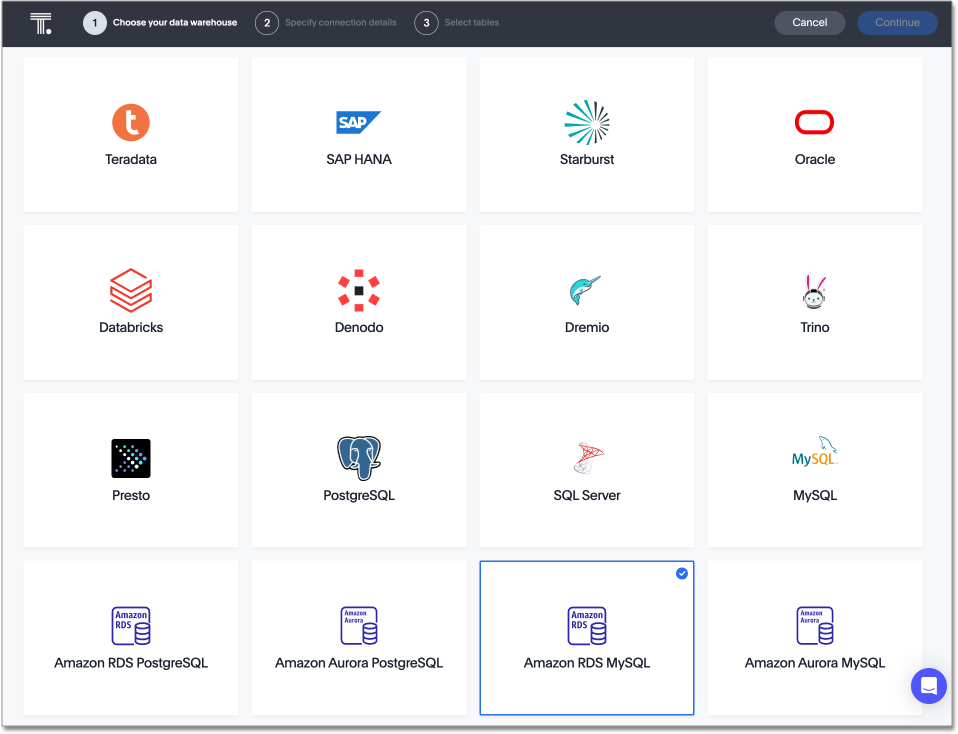 T.
1 Choose your data warehouse 2 Specify connection details 3 Select tables Cancel Continue
t SAP
Teradata SAP HANA Starburst Oracle
Databricks Denodo Dremio Trino
MySQL
Presto PostgreSQL SQL Server MySQL
Amazon Amazon Amazon Amazon
RDS Aurora RDS Aurora
Amazon RDS PostgreSQL Amazon Aurora PostgreSQL Amazon RDS MySQL Amazon Aurora MySQL